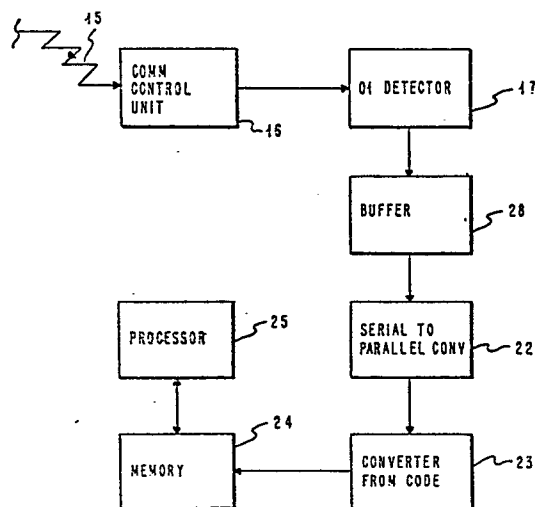 15
COMM
CONTROL
UNIT
16
01 DETECTOR
17
BUFFER
28
SERIAL TO
PARALLEL CONV
22
PROCESSOR
25
MEMORY
24
CONVERTER
FROM CODE
23